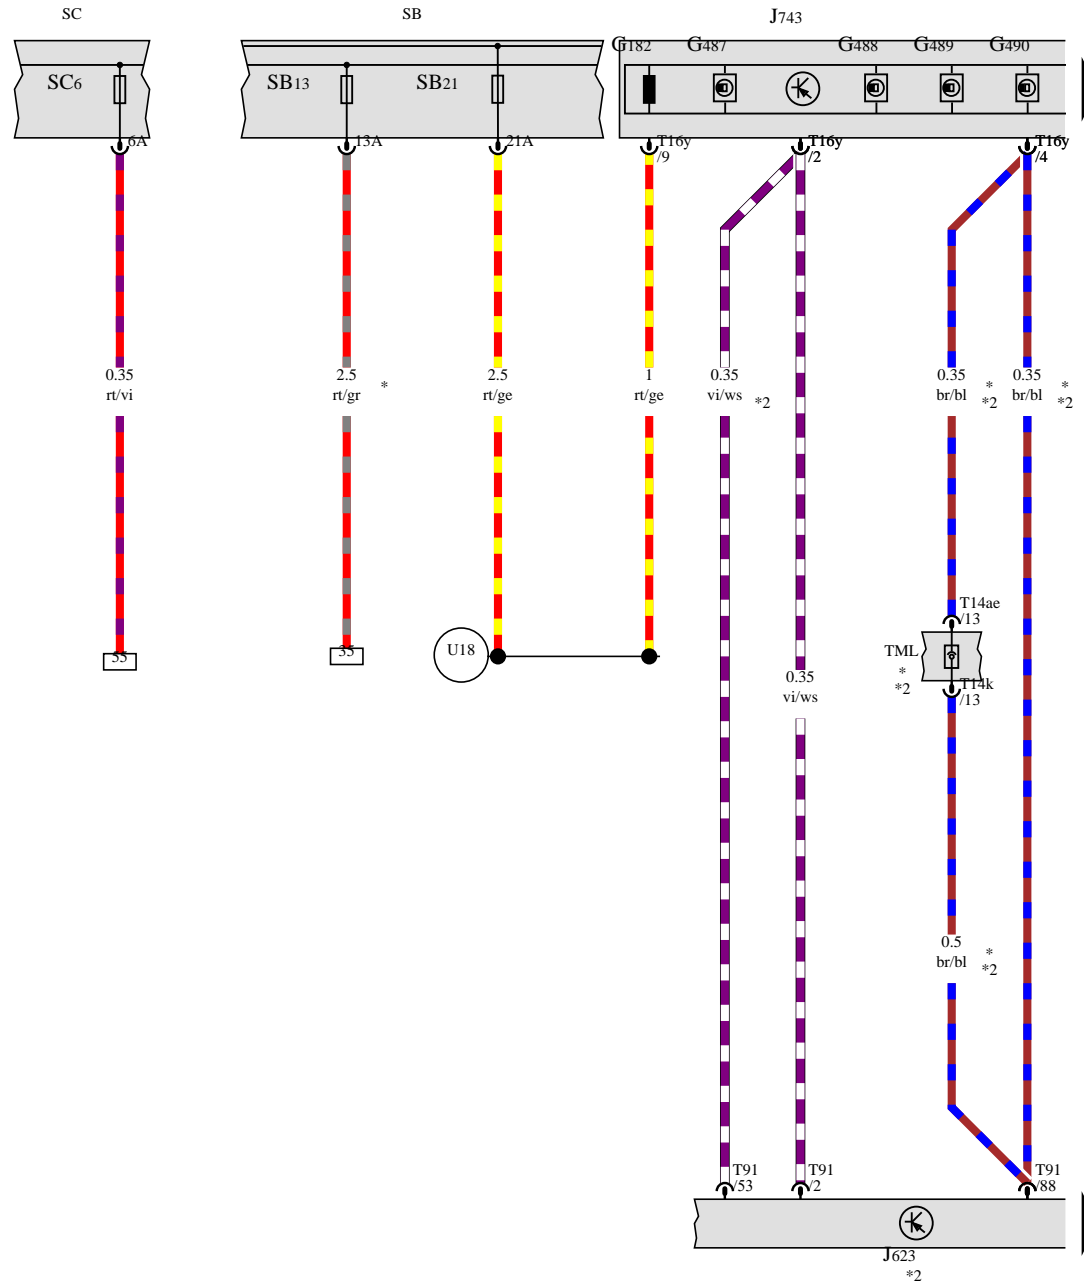 SC
SB
J743
SC6
SB13
SB21
G182
G487
G488
G489
G490
6A
13A
21A
T16y
/9
T16y
/2
T16y
/4
0.35
rt/vi
2.5
rt/gr
*
2.5
rt/ge
1
rt/ge
0.35
vi/ws
*2
0.35
br/bl
*
*2
0.35
br/bl
*
*2
55
35
U18
0.35
vi/ws
T14ae
/13
TML
*
*2
T14k
/13
0.5
br/bl
*
*2
T91
/53
T91
/2
T91
/88
J623
*2